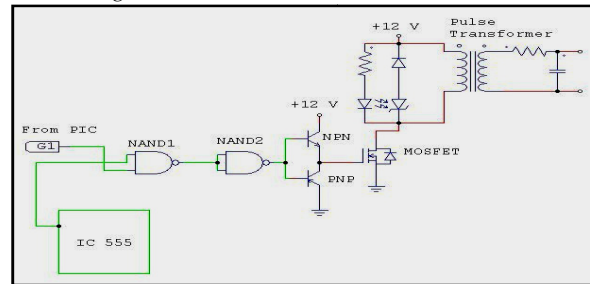 Pulse
Transformer
+12 V
+12 V
NPN
From PIC
G1
NAND1
NAND2
MOSFET
PNP
IC 555